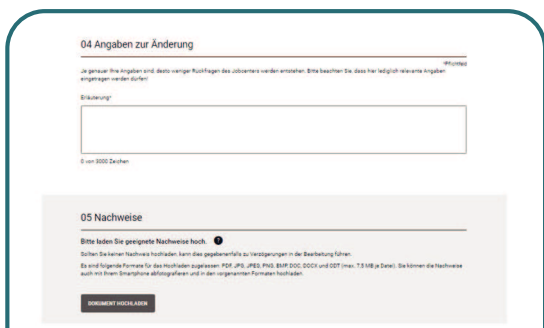 04 Angaben zur Änderung
*Pflichtfeld
Je genauer Ihre Angaben sind, desto weniger Rückfragen des Jobcenters werden entstehen. Bitte beachten Sie, dass hier lediglich relevante Angaben
eingetragen werden dürfen!
Erläuterung*
0 von 3000 Zeichen
05 Nachweise
Bitte laden Sie geeignete Nachweise hoch. ?
Sollten Sie keinen Nachweis hochladen, kann dies gegebenenfalls zu Verzögerungen in der Bearbeitung führen.
Es sind folgende Formate für das Hochladen zugelassen: PDF, JPG, JPEG, PNG, BMP, DOC, DOCX und ODT (max. 7,5 MB je Datei). Sie können die Nachweise
auch mit Ihrem Smartphone abfotografieren und in den vorgenannten Formaten hochladen.
DOKUMENT HOCHLADEN